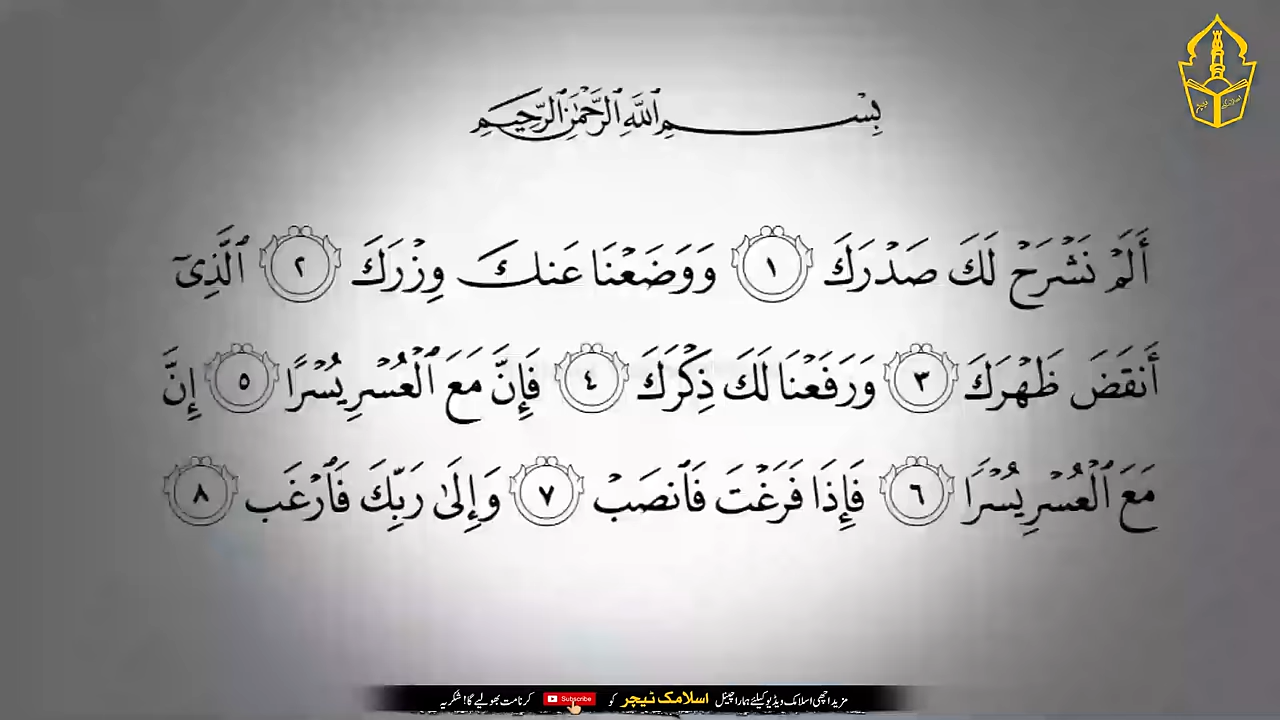 بِسْمِ ٱللَّهِ ٱلرَّحْمَٰنِ ٱلرَّحِيمِ
أَلَمْ نَشْرَحْ لَكَ صَدْرَكَ ١ وَوَضَعْنَا عَنكَ وِزْرَكَ ٢ ٱلَّذِىٓ
أَنقَضَ ظَهْرَكَ ٣ وَرَفَعْنَا لَكَ ذِكْرَكَ ٤ فَإِنَّ مَعَ ٱلْعُسْرِ يُسْرًا ٥ إِنَّ
مَعَ ٱلْعُسْرِ يُسْرًا ٦ فَإِذَا فَرَغْتَ فَٱنصَبْ ٧ وَإِلَىٰ رَبِّكَ فَٱرْغَب ٨
مزید اچھی اسلامک ویڈیو کیلئے ہمارا چینل اسلامک ٹیچر کو Subscribe کرنا مت بھولیے گا! شکریہ